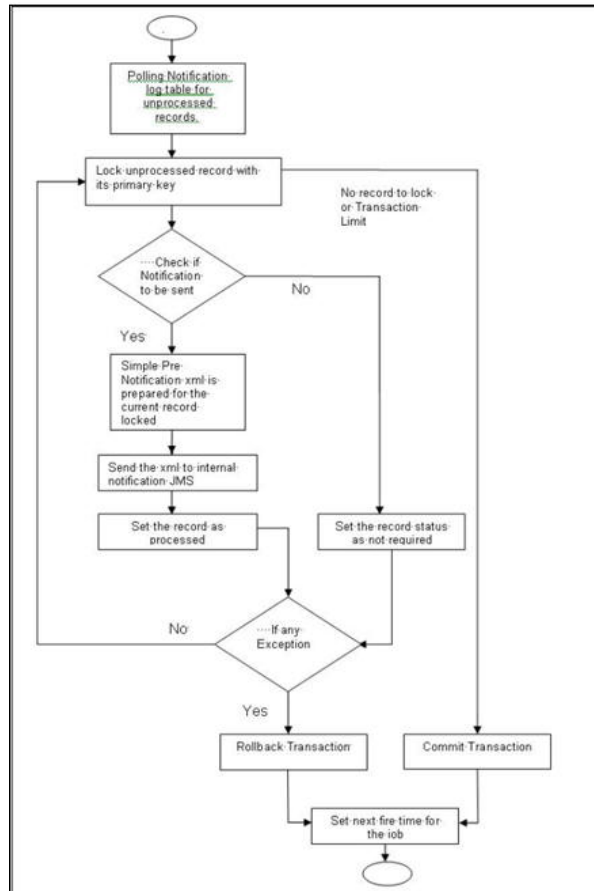 Polling Notification
log table for
unprocessed
records.
Lock unprocessed record with
its primary key
No record to lock
or Transaction
Limit
····Check if
Notification
to be sent
No
Yes
Simple Pre
Notification xml is
prepared for the
current record
locked
Send the xml to internal
notification JMS
Set the record as
processed
Set the record status
as not required
No
····If any
Exception
Yes
Rollback Transaction
Commit Transaction
Set next fire time for
the job